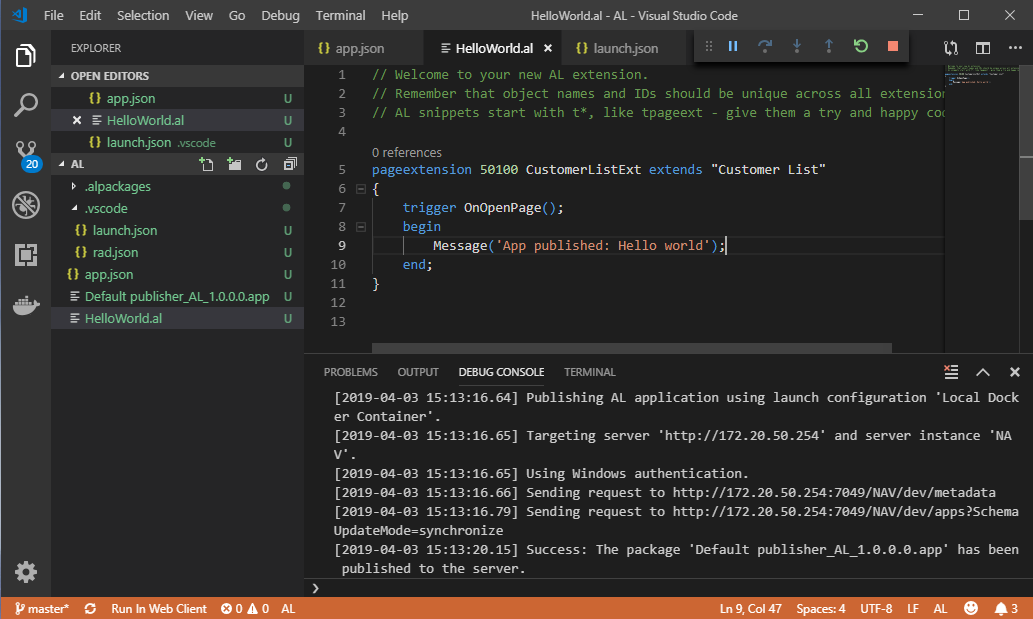 File Edit Selection View Go Debug Terminal Help HelloWorld.al - AL - Visual Studio Code
EXPLORER
OPEN EDITORS
{} app.json U
HelloWorld.al U
{} launch.json .vscode U
20
AL
.alpackages
.vscode
{} launch.json U
{} rad.json U
{} app.json U
Default publisher_AL_1.0.0.0.app U
HelloWorld.al U
{} app.json HelloWorld.al {} launch.json
1 // Welcome to your new AL extension.
2 // Remember that object names and IDs should be unique across all extension
3 // AL snippets start with t*, like tpageext - give them a try and happy cod
4
0 references
5 pageextension 50100 CustomerListExt extends "Customer List"
6 {
7 trigger OnOpenPage();
8 begin
9 Message('App published: Hello world');
10 end;
11 }
12
13
PROBLEMS OUTPUT DEBUG CONSOLE TERMINAL
[2019-04-03 15:13:16.64] Publishing AL application using launch configuration 'Local Dock
er Container'.
[2019-04-03 15:13:16.65] Targeting server 'http://172.20.50.254' and server instance 'NA
V'.
[2019-04-03 15:13:16.65] Using Windows authentication.
[2019-04-03 15:13:16.66] Sending request to http://172.20.50.254:7049/NAV/dev/metadata
[2019-04-03 15:13:16.79] Sending request to http://172.20.50.254:7049/NAV/dev/apps?Schema
UpdateMode=synchronize
[2019-04-03 15:13:20.15] Success: The package 'Default publisher_AL_1.0.0.0.app' has been
published to the server.
master* Run In Web Client 0 0 AL Ln 9, Col 47 Spaces: 4 UTF-8 LF AL 3